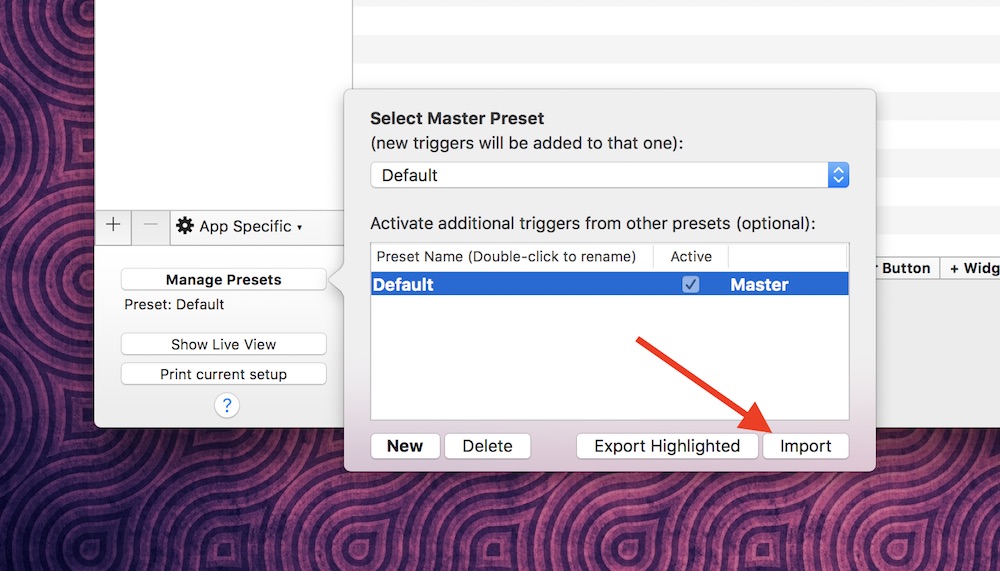 Select Master Preset
(new triggers will be added to that one):
Default
Activate additional triggers from other presets (optional):
Preset Name (Double-click to rename) Active
Default Master
New Delete Export Highlighted Import
+ − App Specific ▾
Manage Presets
Preset: Default
Show Live View
Print current setup
?
Button + Widg